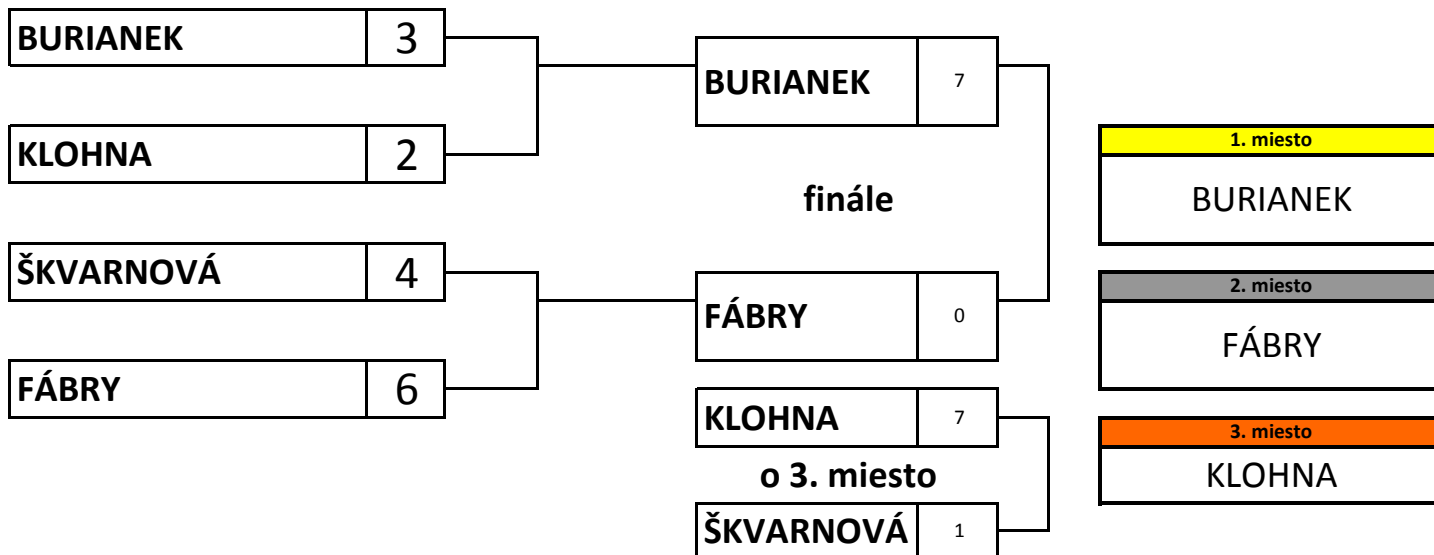 BURIANEK 3
KLOHNA 2
ŠKVARNOVÁ 4
FÁBRY 6
BURIANEK 7
finále
FÁBRY 0
KLOHNA 7
o 3. miesto
ŠKVARNOVÁ 1
1. miesto
BURIANEK
2. miesto
FÁBRY
3. miesto
KLOHNA